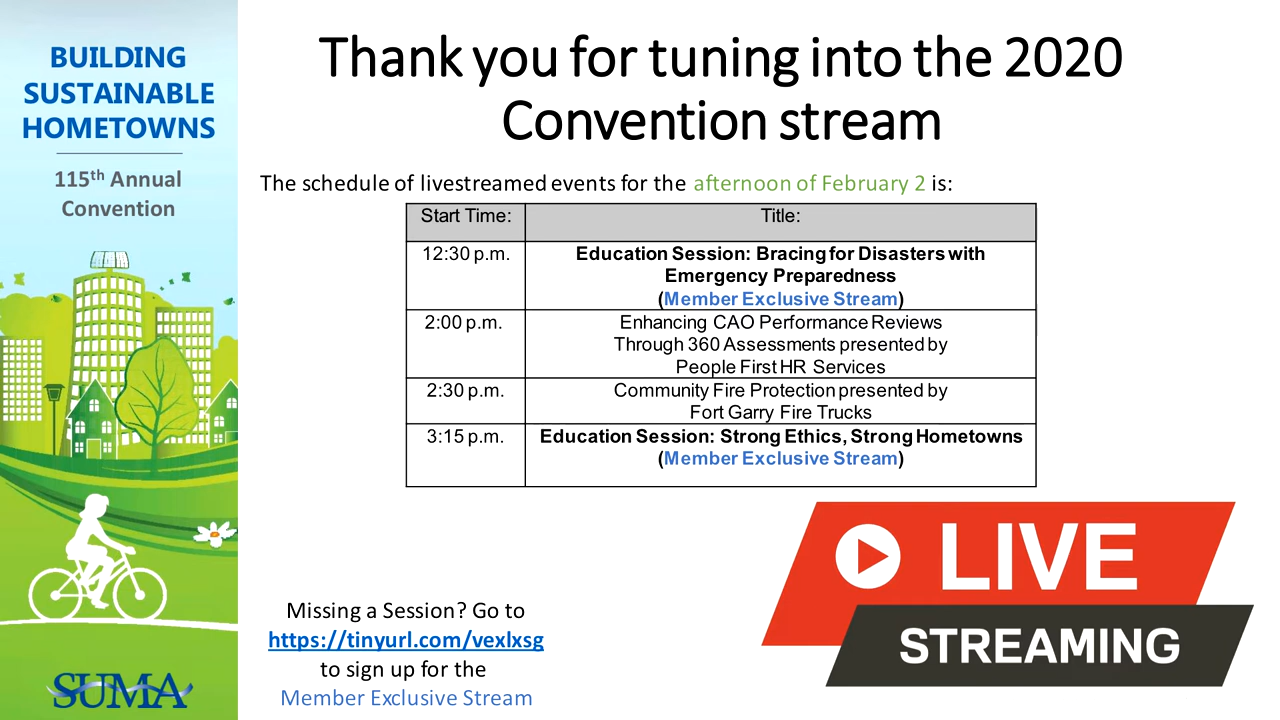 BUILDING
SUSTAINABLE
HOMETOWNS
115th Annual
Convention
SUMA
Thank you for tuning into the 2020
Convention stream
The schedule of livestreamed events for the afternoon of February 2 is:
Start Time: Title:
12:30 p.m. Education Session: Bracing for Disasters with
Emergency Preparedness
(Member Exclusive Stream)
2:00 p.m. Enhancing CAO Performance Reviews
Through 360 Assessments presented by
People First HR Services
2:30 p.m. Community Fire Protection presented by
Fort Garry Fire Trucks
3:15 p.m. Education Session: Strong Ethics, Strong Hometowns
(Member Exclusive Stream)
LIVE
STREAMING
Missing a Session? Go to
https://tinyurl.com/vexlxsg
to sign up for the
Member Exclusive Stream